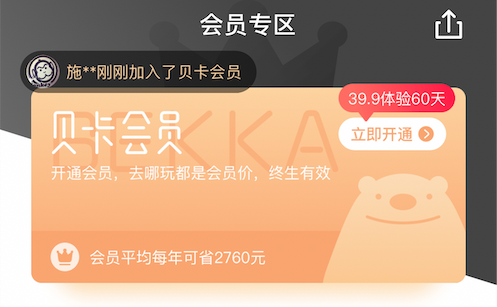 会员专区
施**刚刚加入了贝卡会员
39.9体验60天
BEKKA
贝卡会员
立即开通
开通会员，去哪玩都是会员价，终生有效
会员平均每年可省2760元